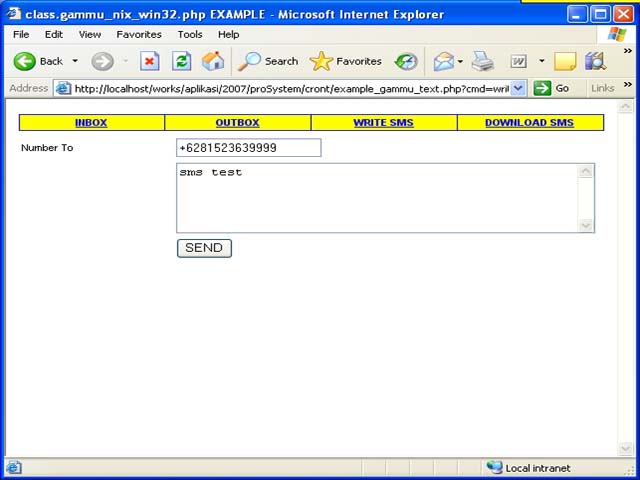 class.gammu_nix_win32.php EXAMPLE - Microsoft Internet Explorer
File Edit View Favorites Tools Help
Back Search Favorites W »
Address http://localhost/works/aplikasi/2007/proSystem/cront/example_gammu_text.php?cmd=wri Go Links »
INBOX OUTBOX WRITE SMS DOWNLOAD SMS
Number To +6281523639999
sms test
SEND
Local intranet